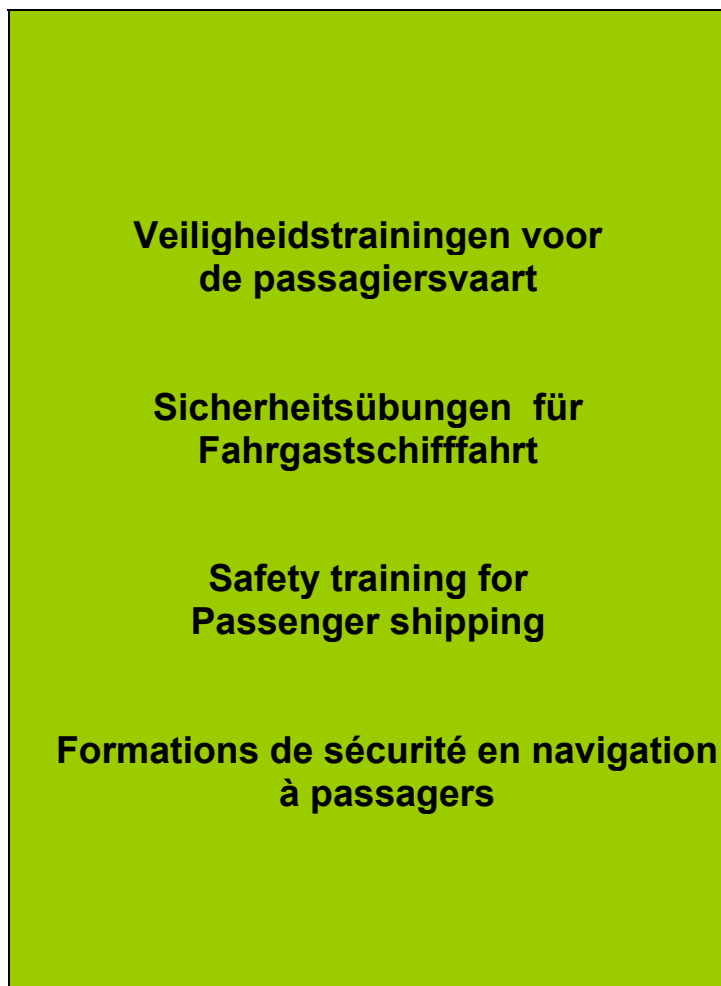 Veiligheidstrainingen voor
de passagiersvaart
Sicherheitsübungen für
Fahrgastschifffahrt
Safety training for
Passenger shipping
Formations de sécurité en navigation
à passagers